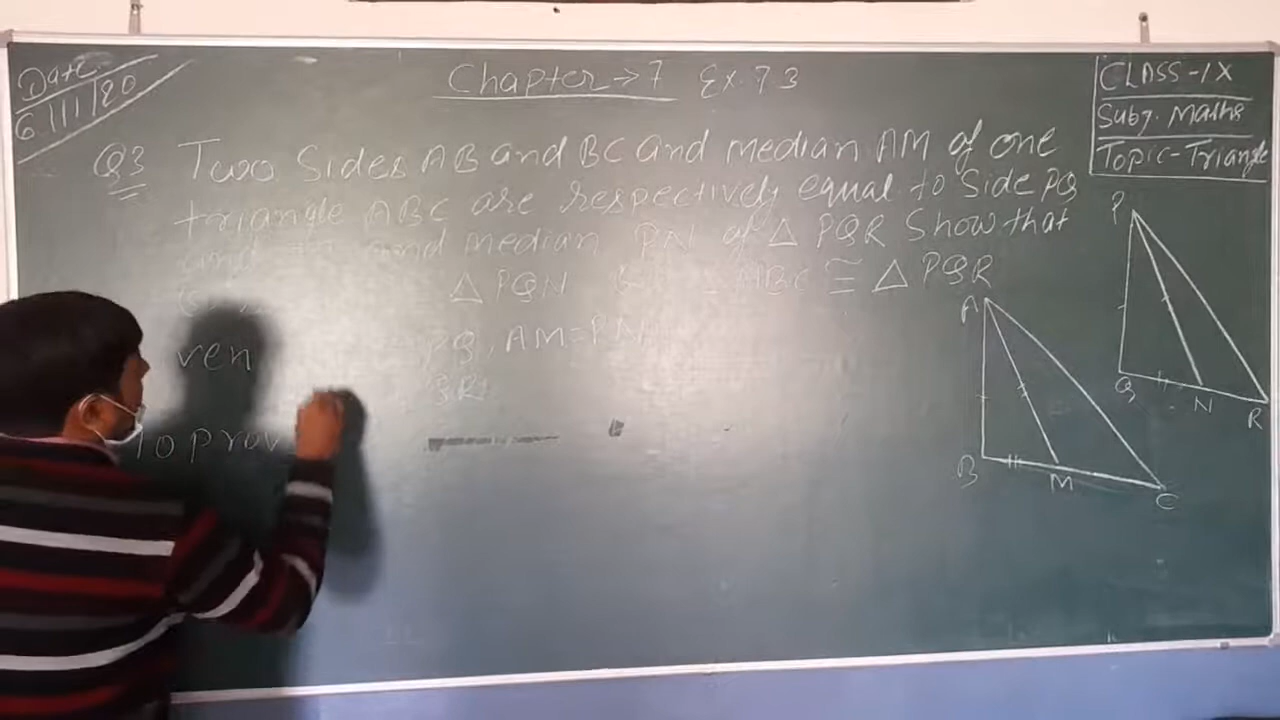 Date
6/11/20
Chapter → 7 Ex. 7.3
CLASS-IX
Subj. Maths
Topic-Triangle
Q3 Two Sides AB and BC and median AM of one
triangle ABC are respectively equal to Side PQ
and median PN of △ PQR Show that
△ PQN △ ABC ≅ △ PQR
ven PQ, AM=PN
QR
To prov
P
Q
N
R
A
B
M
C